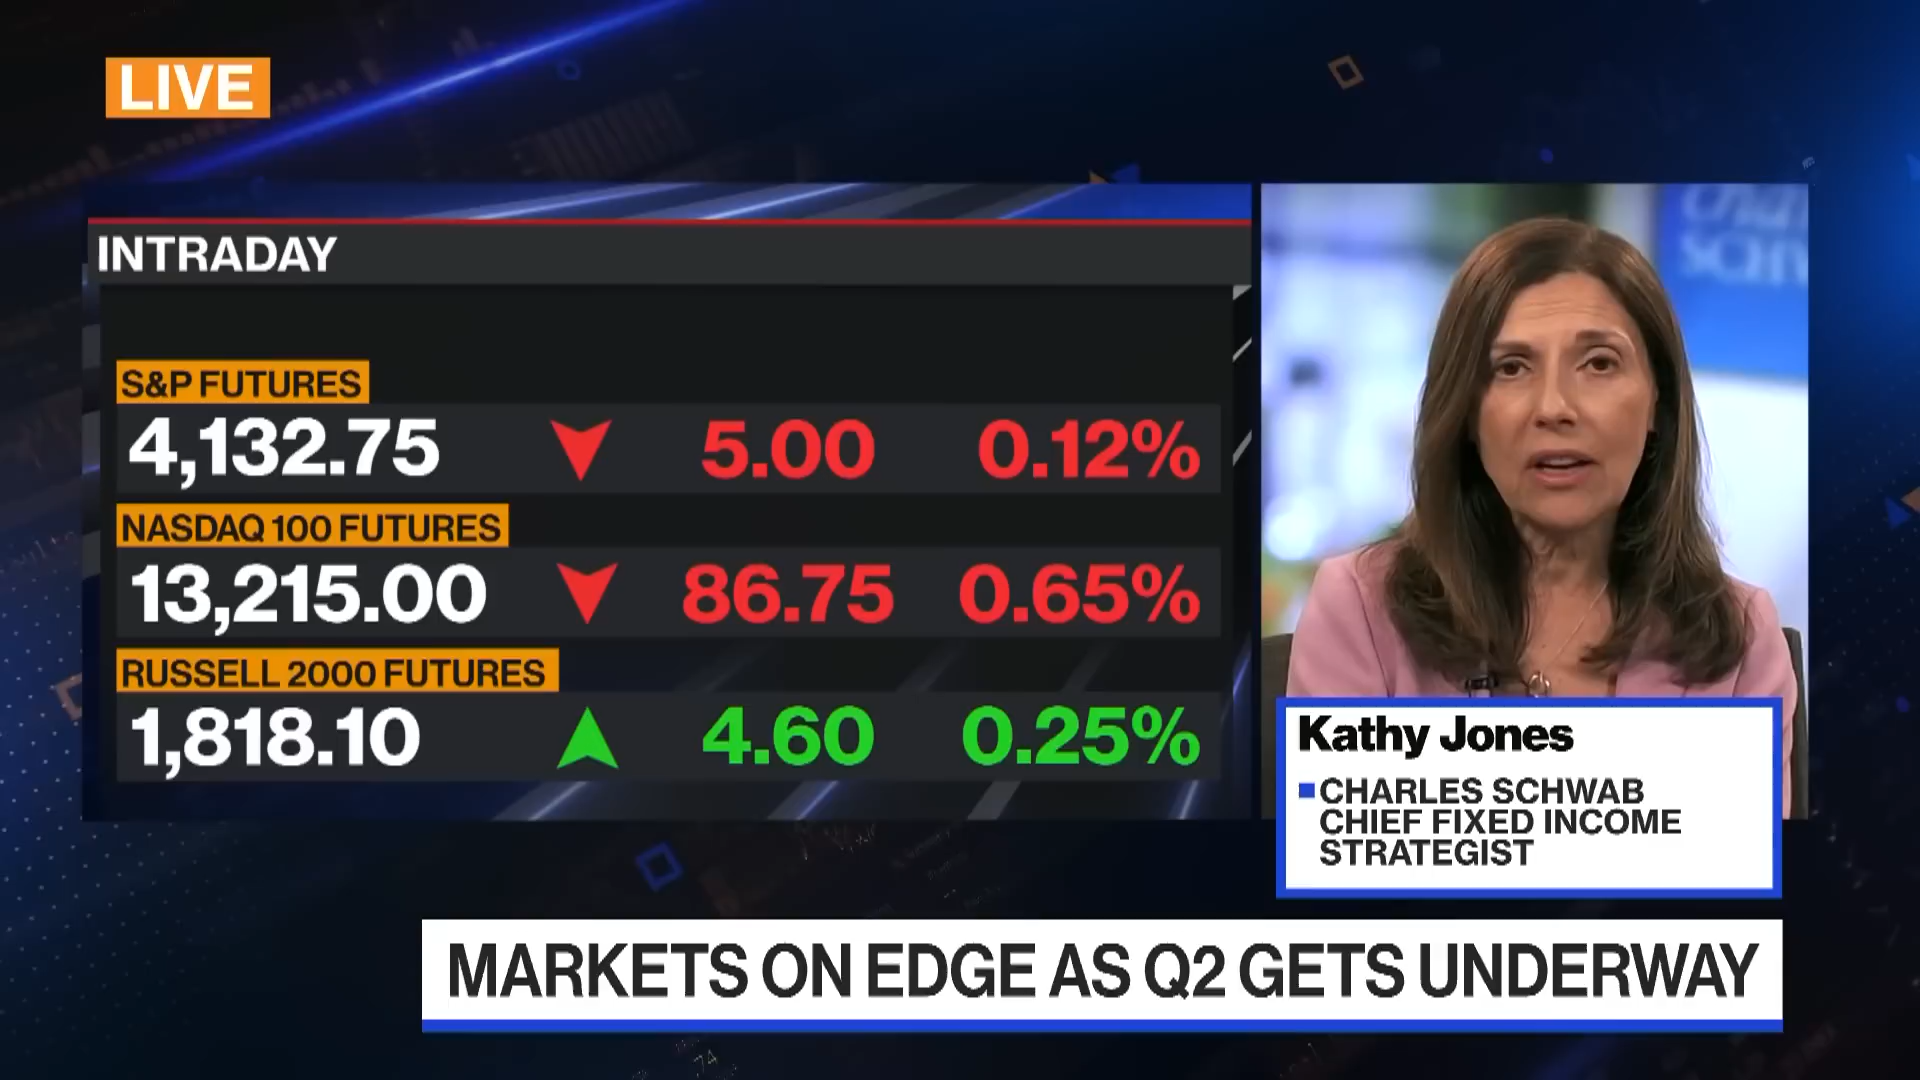 LIVE
INTRADAY
S&P FUTURES
4,132.75 ▼ 5.00 0.12%
NASDAQ 100 FUTURES
13,215.00 ▼ 86.75 0.65%
RUSSELL 2000 FUTURES
1,818.10 ▲ 4.60 0.25%
Kathy Jones
CHARLES SCHWAB
CHIEF FIXED INCOME
STRATEGIST
MARKETS ON EDGE AS Q2 GETS UNDERWAY